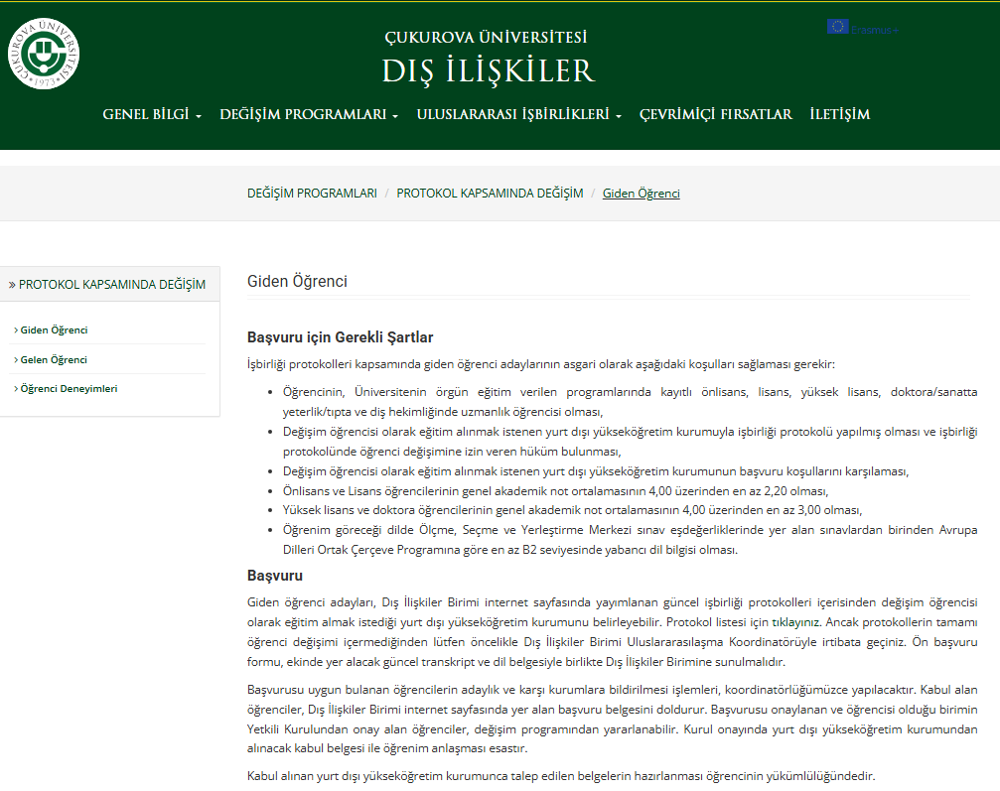 ÇUKUROVA ÜNİVERSİTESİ
1973
ÇUKUROVA ÜNİVERSİTESİ
DIŞ İLİŞKİLER
Erasmus+
GENEL BİLGİ DEĞİŞİM PROGRAMLARI ULUSLARARASI İŞBİRLİKLERİ ÇEVRİMİÇİ FIRSATLAR İLETİŞİM
DEĞİŞİM PROGRAMLARI / PROTOKOL KAPSAMINDA DEĞİŞİM / Giden Öğrenci
» PROTOKOL KAPSAMINDA DEĞİŞİM
› Giden Öğrenci
› Gelen Öğrenci
› Öğrenci Deneyimleri
Giden Öğrenci
Başvuru için Gerekli Şartlar
İşbirliği protokolleri kapsamında giden öğrenci adaylarının asgari olarak aşağıdaki koşulları sağlaması gerekir:
• Öğrencinin, Üniversitenin örgün eğitim verilen programlarında kayıtlı önlisans, lisans, yüksek lisans, doktora/sanatta
yeterlik/tıpta ve diş hekimliğinde uzmanlık öğrencisi olması,
• Değişim öğrencisi olarak eğitim alınmak istenen yurt dışı yükseköğretim kurumuyla işbirliği protokolü yapılmış olması ve işbirliği
protokolünde öğrenci değişimine izin veren hüküm bulunması,
• Değişim öğrencisi olarak eğitim alınmak istenen yurt dışı yükseköğretim kurumunun başvuru koşullarını karşılaması,
• Önlisans ve Lisans öğrencilerinin genel akademik not ortalamasının 4,00 üzerinden en az 2,20 olması,
• Yüksek lisans ve doktora öğrencilerinin genel akademik not ortalamasının 4,00 üzerinden en az 3,00 olması,
• Öğrenim göreceği dilde Ölçme, Seçme ve Yerleştirme Merkezi sınav eşdeğerliklerinde yer alan sınavlardan birinden Avrupa
Dilleri Ortak Çerçeve Programına göre en az B2 seviyesinde yabancı dil bilgisi olması.
Başvuru
Giden öğrenci adayları, Dış İlişkiler Birimi internet sayfasında yayımlanan güncel işbirliği protokolleri içerisinden değişim öğrencisi
olarak eğitim almak istediği yurt dışı yükseköğretim kurumunu belirleyebilir. Protokol listesi için tıklayınız. Ancak protokollerin tamamı
öğrenci değişimi içermediğinden lütfen öncelikle Dış İlişkiler Birimi Uluslararasılaşma Koordinatörüyle irtibata geçiniz. Ön başvuru
formu, ekinde yer alacak güncel transkript ve dil belgesiyle birlikte Dış İlişkiler Birimine sunulmalıdır.
Başvurusu uygun bulunan öğrencilerin adaylık ve karşı kurumlara bildirilmesi işlemleri, koordinatörlüğümüzce yapılacaktır. Kabul alan
öğrenciler, Dış İlişkiler Birimi internet sayfasında yer alan başvuru belgesini doldurur. Başvurusu onaylanan ve öğrencisi olduğu birimin
Yetkili Kurulundan onay alan öğrenciler, değişim programından yararlanabilir. Kurul onayında yurt dışı yükseköğretim kurumundan
alınacak kabul belgesi ile öğrenim anlaşması esastır.
Kabul alınan yurt dışı yükseköğretim kurumunca talep edilen belgelerin hazırlanması öğrencinin yükümlülüğündedir.